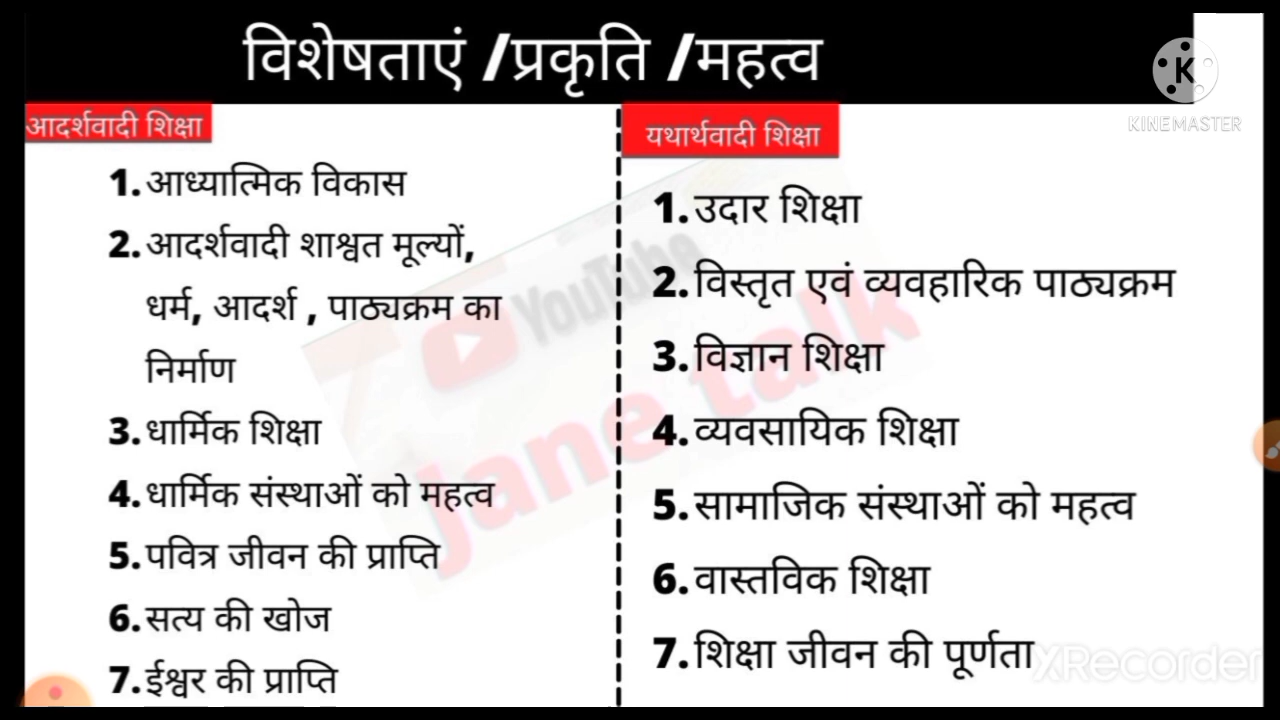 विशेषताएं /प्रकृति /महत्व
K
KINEMASTER
आदर्शवादी शिक्षा
1. आध्यात्मिक विकास
2. आदर्शवादी शाश्वत मूल्यों,
धर्म, आदर्श , पाठ्यक्रम का
निर्माण
3. धार्मिक शिक्षा
4. धार्मिक संस्थाओं को महत्व
5. पवित्र जीवन की प्राप्ति
6. सत्य की खोज
7. ईश्वर की प्राप्ति
यथार्थवादी शिक्षा
1. उदार शिक्षा
2. विस्तृत एवं व्यवहारिक पाठ्यक्रम
3. विज्ञान शिक्षा
4. व्यवसायिक शिक्षा
5. सामाजिक संस्थाओं को महत्व
6. वास्तविक शिक्षा
7. शिक्षा जीवन की पूर्णता
YouTube
jane talk
XRecorder